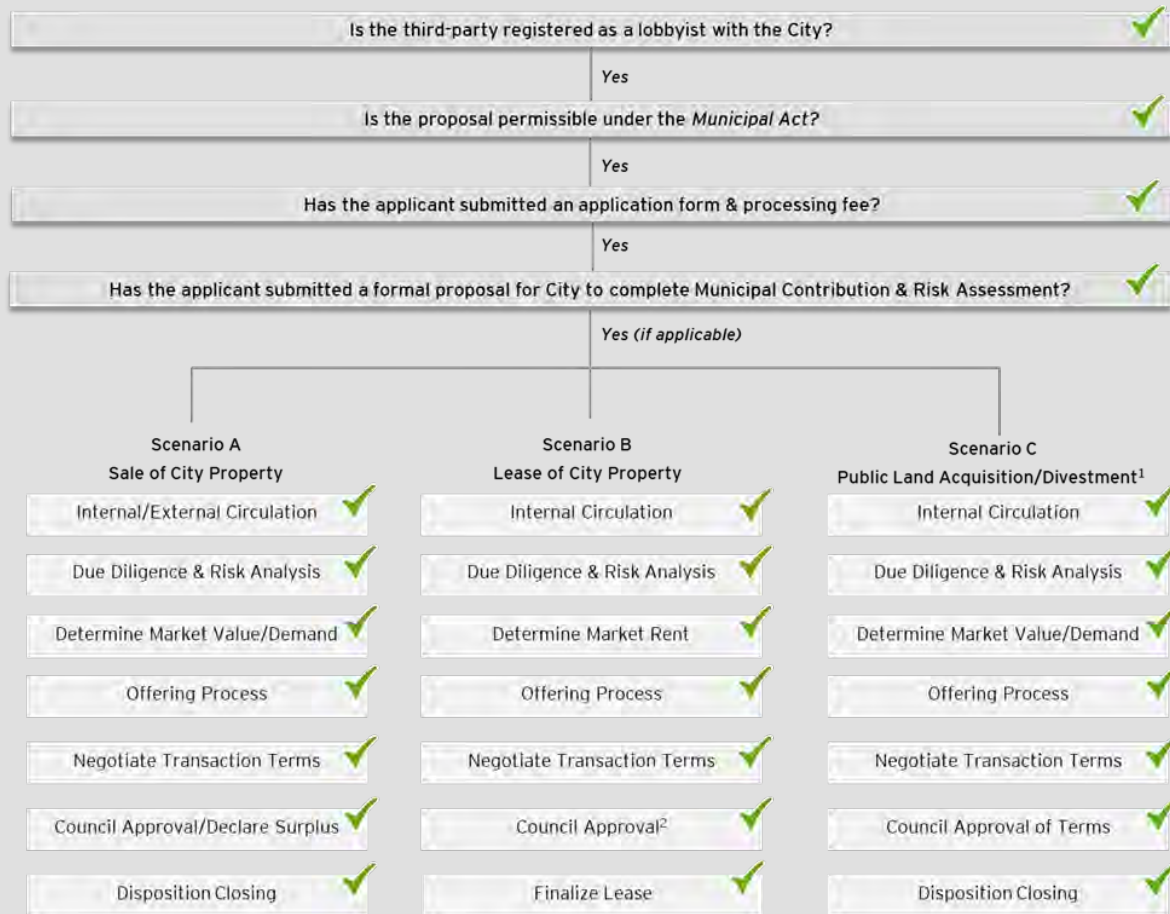 Is the third-party registered as a lobbyist with the City?
Yes
Is the proposal permissible under the Municipal Act?
Yes
Has the applicant submitted an application form & processing fee?
Yes
Has the applicant submitted a formal proposal for City to complete Municipal Contribution & Risk Assessment?
Yes (if applicable)
Scenario A
Sale of City Property
Internal/External Circulation
Due Diligence & Risk Analysis
Determine Market Value/Demand
Offering Process
Negotiate Transaction Terms
Council Approval/Declare Surplus
Disposition Closing
Scenario B
Lease of City Property
Internal Circulation
Due Diligence & Risk Analysis
Determine Market Rent
Offering Process
Negotiate Transaction Terms
Council Approval²
Finalize Lease
Scenario C
Public Land Acquisition/Divestment¹
Internal Circulation
Due Diligence & Risk Analysis
Determine Market Value/Demand
Offering Process
Negotiate Transaction Terms
Council Approval of Terms
Disposition Closing